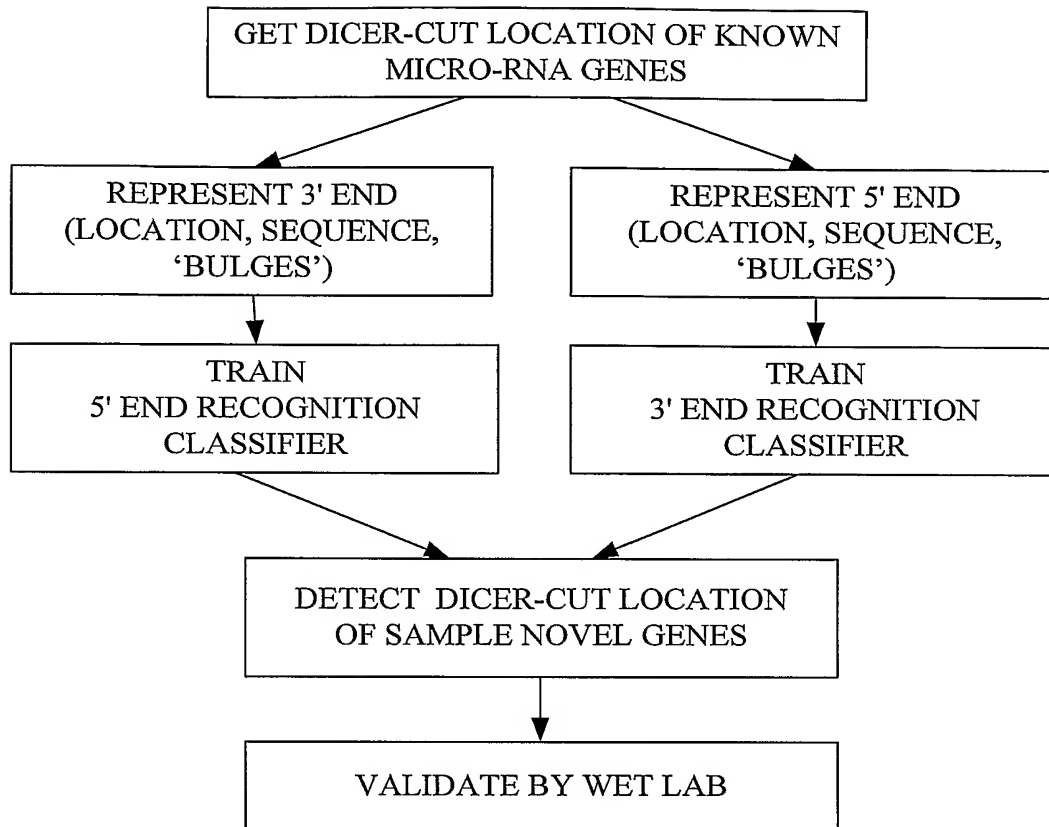 GET DICER-CUT LOCATION OF KNOWN
MICRO-RNA GENES
REPRESENT 3' END
(LOCATION, SEQUENCE,
‘BULGES’)
REPRESENT 5' END
(LOCATION, SEQUENCE,
‘BULGES’)
TRAIN
5' END RECOGNITION
CLASSIFIER
TRAIN
3' END RECOGNITION
CLASSIFIER
DETECT DICER-CUT LOCATION
OF SAMPLE NOVEL GENES
VALIDATE BY WET LAB